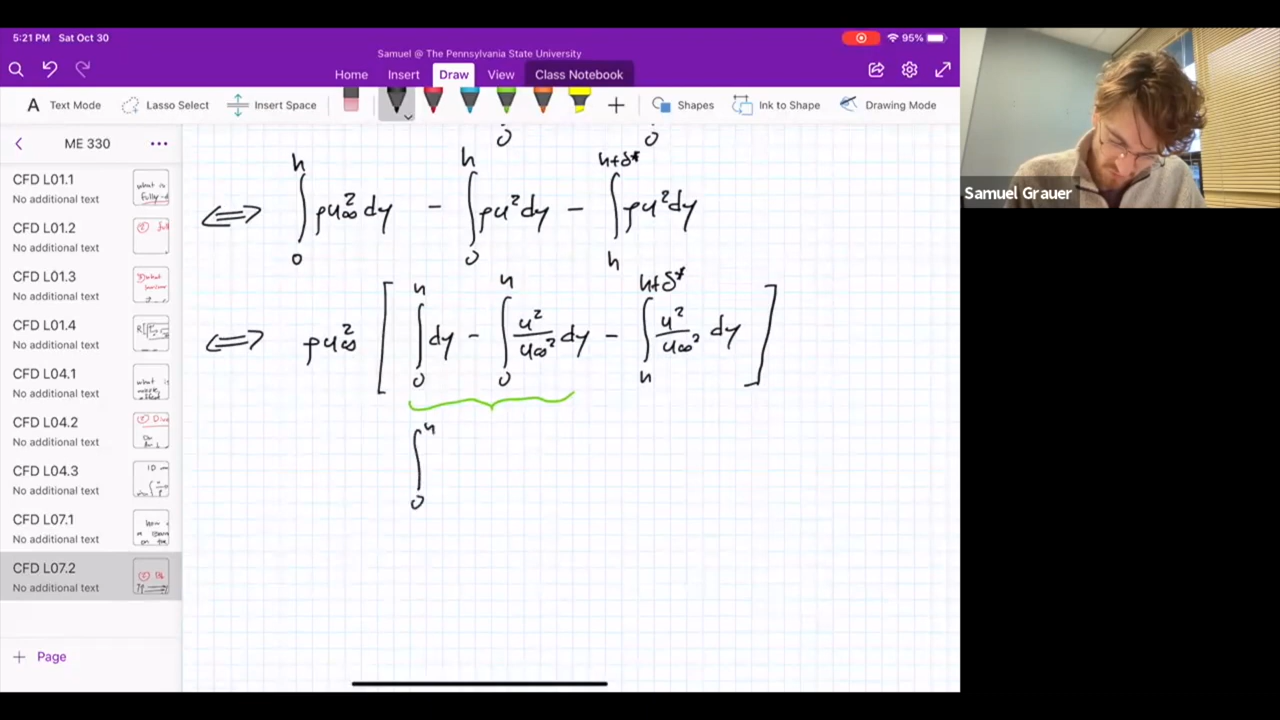 5:21 PM Sat Oct 30
95%
Samuel @ The Pennsylvania State University
Home Insert Draw View Class Notebook
Text Mode Lasso Select Insert Space Shapes Ink to Shape Drawing Mode
ME 330
CFD L01.1
No additional text
CFD L01.2
No additional text
CFD L01.3
No additional text
CFD L01.4
No additional text
CFD L04.1
No additional text
CFD L04.2
No additional text
CFD L04.3
No additional text
CFD L07.1
No additional text
CFD L07.2
No additional text
+ Page
0 0
⇔ ∫₀ʰ ρu∞² dy − ∫₀ʰ ρu² dy − ∫ₕ^(h+δ*) ρu² dy
⇔ ρu∞² [ ∫₀ʰ dy − ∫₀ʰ u²/u∞² dy − ∫ₕ^(h+δ*) u²/u∞² dy ]
∫₀ʰ
Samuel Grauer